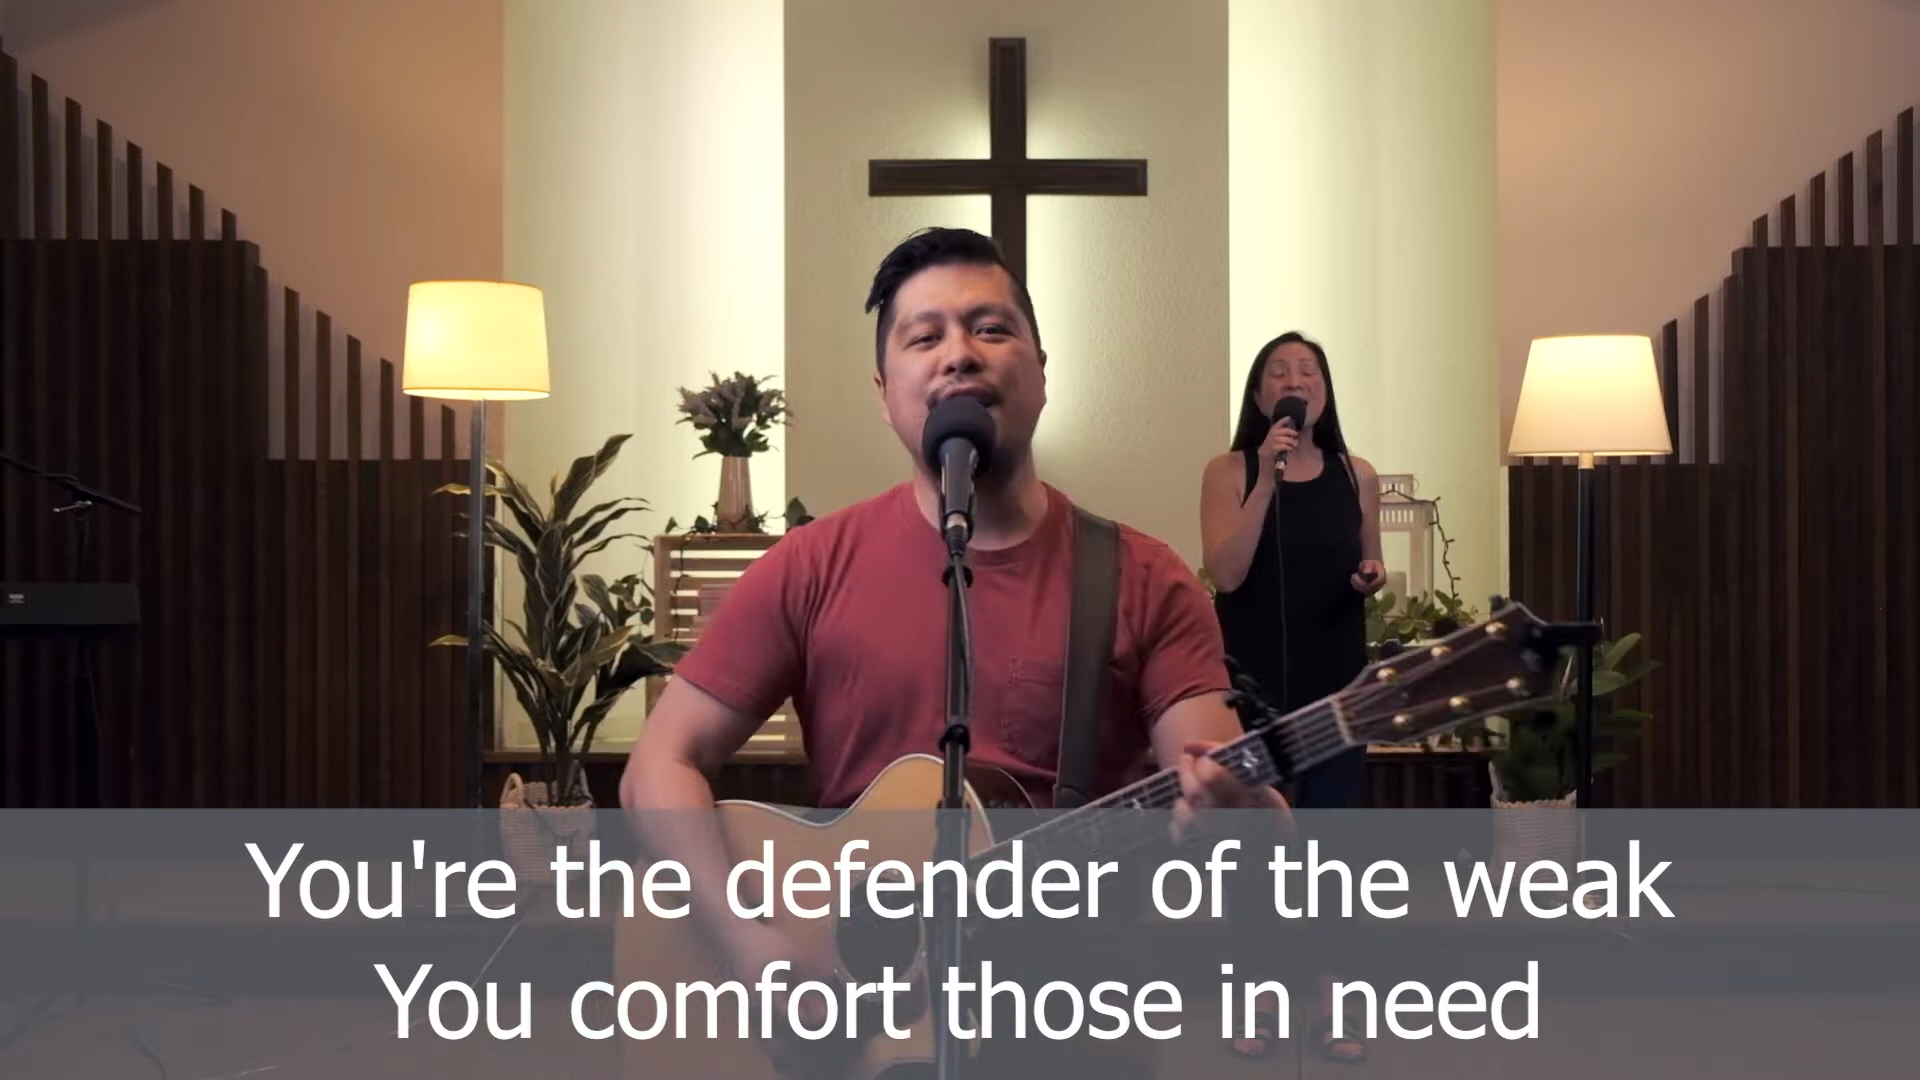 You're the defender of the weak
You comfort those in need